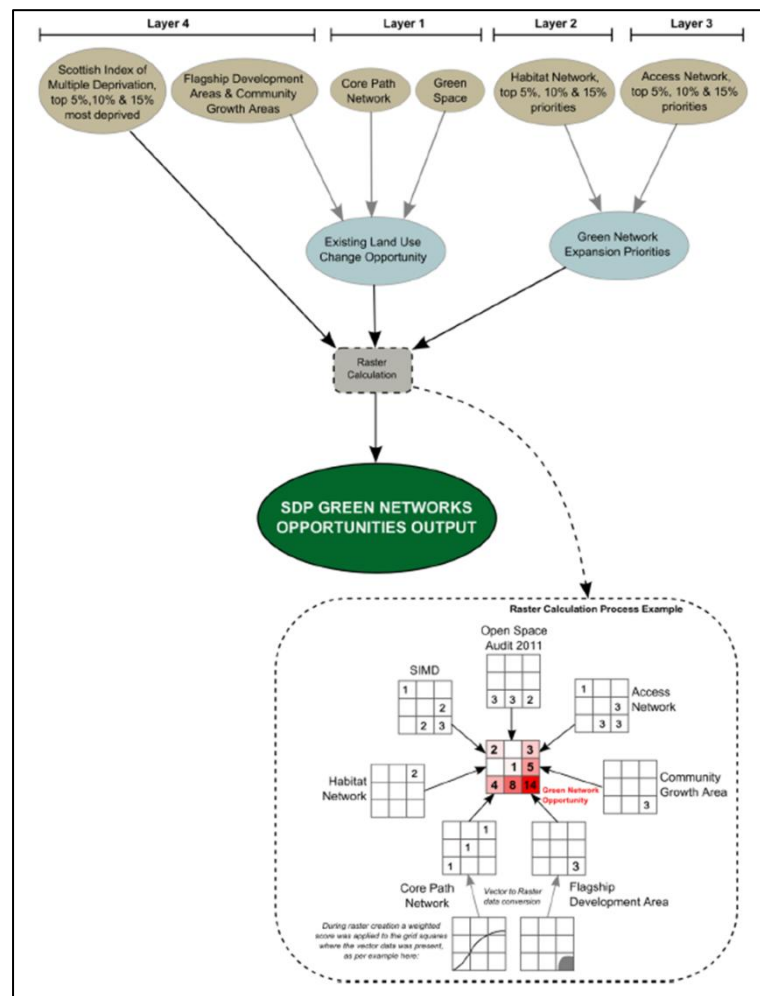 Layer 4
Layer 1
Layer 2
Layer 3
Scottish Index of
Multiple Deprivation,
top 5%,10% & 15%
most deprived
Flagship Development
Areas & Community
Growth Areas
Core Path
Network
Green
Space
Habitat Network,
top 5%, 10% & 15%
priorities
Access Network,
top 5%, 10% & 15%
priorities
Existing Land Use
Change Opportunity
Green Network
Expansion Priorities
Raster
Calculation
SDP GREEN NETWORKS
OPPORTUNITIES OUTPUT
Raster Calculation Process Example
Open Space
Audit 2011
3 3 2
SIMD
1
2
2 3
Access
Network
1
3
3 3
Habitat
Network
2
2 3
1 5
4 8 14
Green Network
Opportunity
Community
Growth Area
3
Core Path
Network
1
1
1
Flagship
Development Area
3
Vector to Raster
data conversion
During raster creation a weighted
score was applied to the grid squares
where the vector data was present,
as per example here: